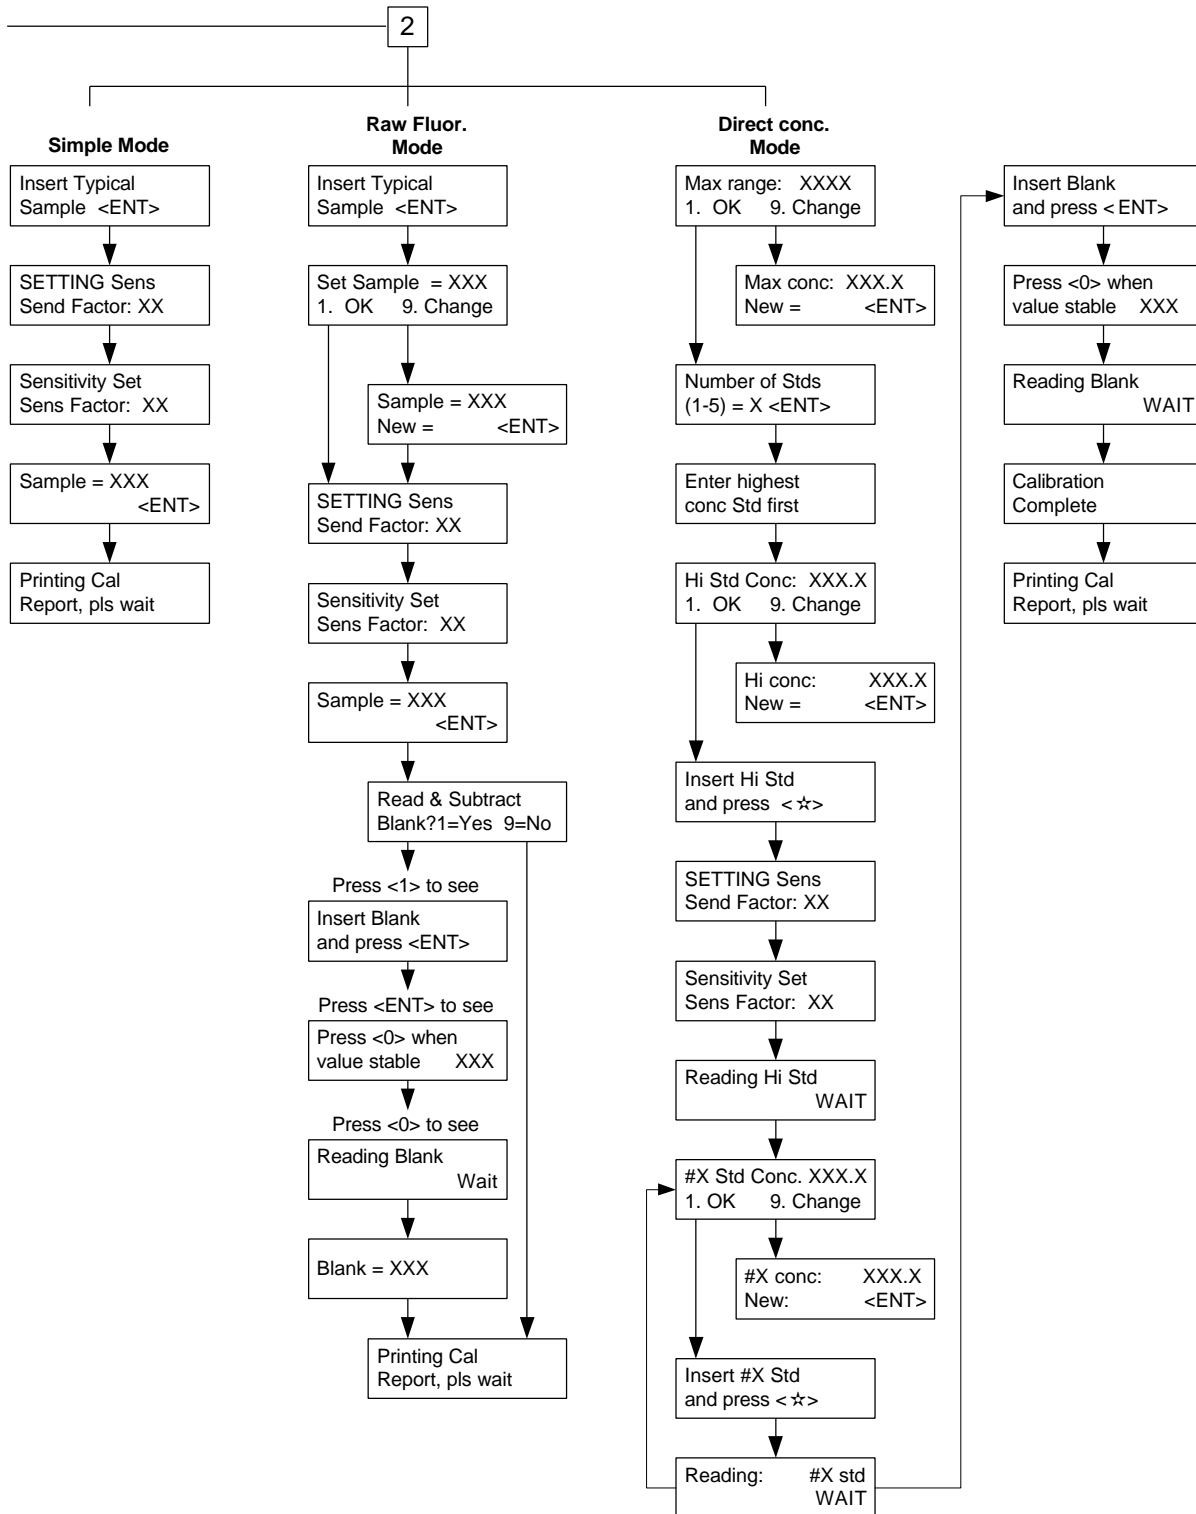 2
Simple Mode
Insert Typical
Sample <ENT>
SETTING Sens
Send Factor: XX
Sensitivity Set
Sens Factor: XX
Sample = XXX
<ENT>
Printing Cal
Report, pls wait
Raw Fluor.
Mode
Insert Typical
Sample <ENT>
Set Sample = XXX
1. OK 9. Change
Sample = XXX
New = <ENT>
SETTING Sens
Send Factor: XX
Sensitivity Set
Sens Factor: XX
Sample = XXX
<ENT>
Read & Subtract
Blank?1=Yes 9=No
Press <1> to see
Insert Blank
and press <ENT>
Press <ENT> to see
Press <0> when
value stable XXX
Press <0> to see
Reading Blank
Wait
Blank = XXX
Printing Cal
Report, pls wait
Direct conc.
Mode
Max range: XXXX
1. OK 9. Change
Max conc: XXX.X
New = <ENT>
Number of Stds
(1-5) = X <ENT>
Enter highest
conc Std first
Hi Std Conc: XXX.X
1. OK 9. Change
Hi conc: XXX.X
New = <ENT>
Insert Hi Std
and press <☆>
SETTING Sens
Send Factor: XX
Sensitivity Set
Sens Factor: XX
Reading Hi Std
WAIT
#X Std Conc. XXX.X
1. OK 9. Change
#X conc: XXX.X
New: <ENT>
Insert #X Std
and press <☆>
Reading: #X std
WAIT
Insert Blank
and press < ENT>
Press <0> when
value stable XXX
Reading Blank
WAIT
Calibration
Complete
Printing Cal
Report, pls wait